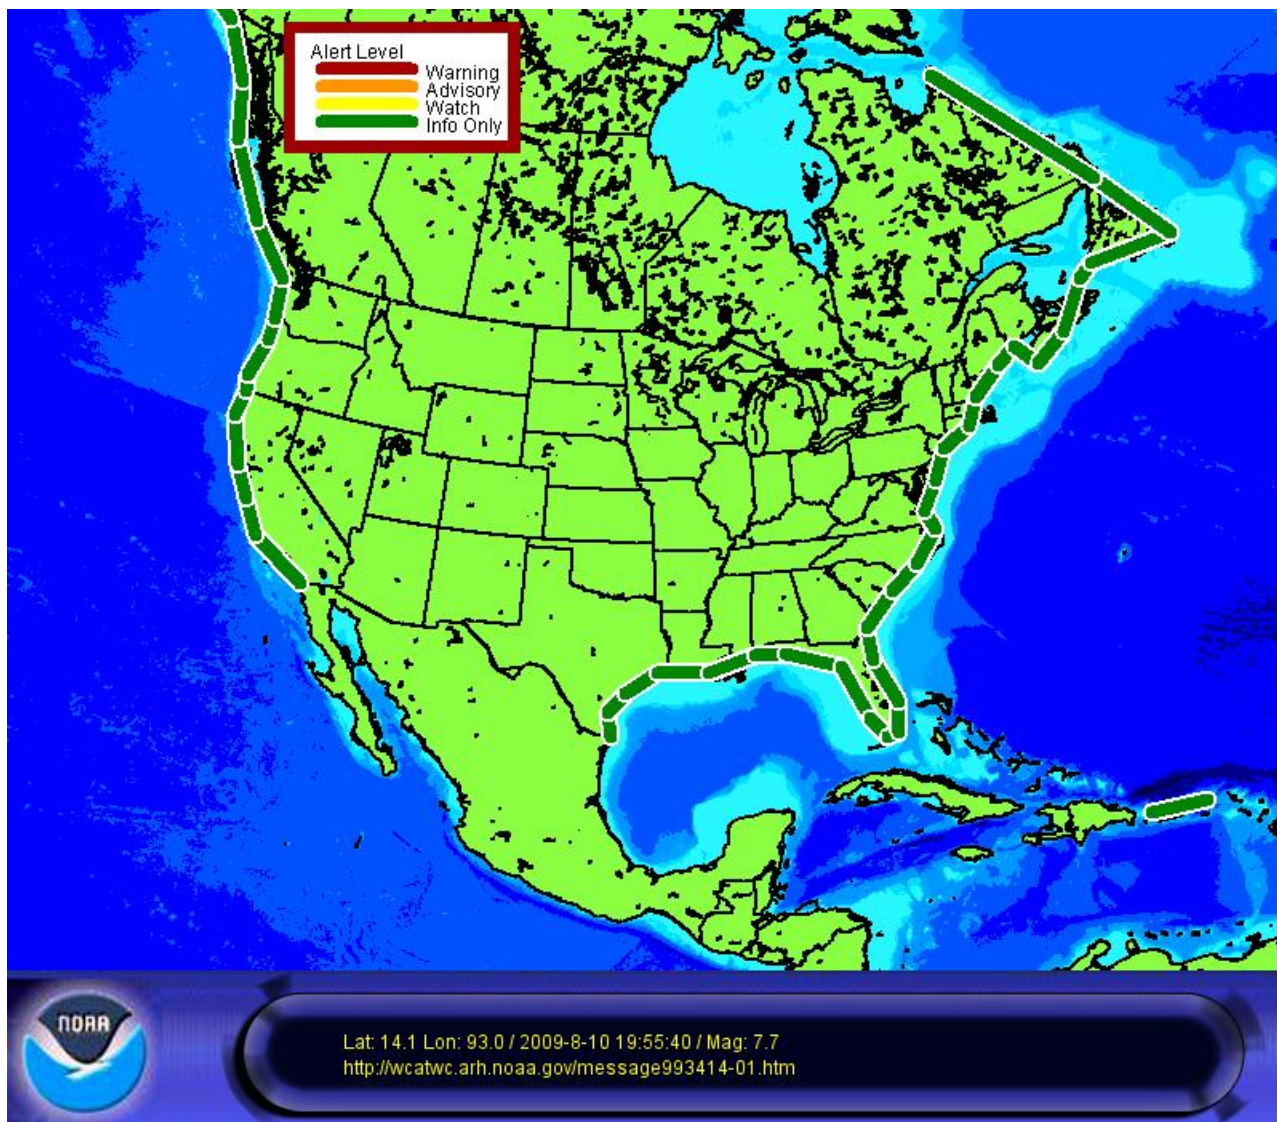 Alert Level
Warning
Advisory
Watch
Info Only
NOAA
Lat: 14.1 Lon: 93.0 / 2009-8-10 19:55:40 / Mag: 7.7
http://wcatwc.arh.noaa.gov/message993414-01.htm